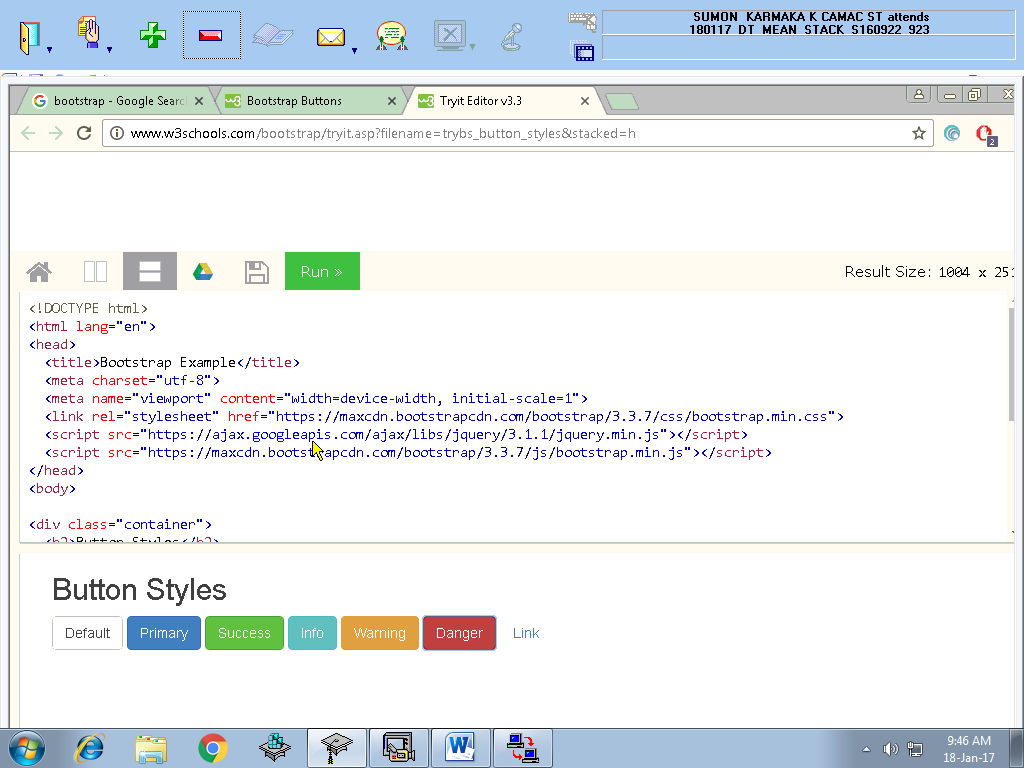 SUMON KARMAKA K CAMAC ST attends
180117 DT MEAN STACK S160922 923
bootstrap - Google Searc
Bootstrap Buttons
Tryit Editor v3.3
www.w3schools.com/bootstrap/tryit.asp?filename=trybs_button_styles&stacked=h
2
Run »
Result Size: 1004 x 251
<!DOCTYPE html>
<html lang="en">
<head>
<title>Bootstrap Example</title>
<meta charset="utf-8">
<meta name="viewport" content="width=device-width, initial-scale=1">
<link rel="stylesheet" href="https://maxcdn.bootstrapcdn.com/bootstrap/3.3.7/css/bootstrap.min.css">
<script src="https://ajax.googleapis.com/ajax/libs/jquery/3.1.1/jquery.min.js"></script>
<script src="https://maxcdn.bootstrapcdn.com/bootstrap/3.3.7/js/bootstrap.min.js"></script>
</head>
<body>
<div class="container">
<h2>Button Styles</h2>
Button Styles
Default Primary Success Info Warning Danger Link
9:46 AM
18-Jan-17